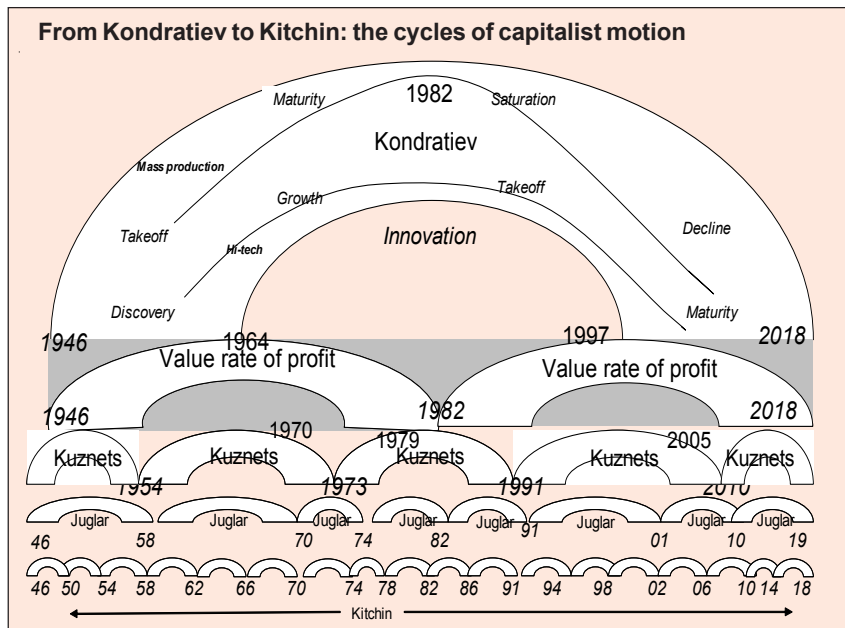 From Kondratiev to Kitchin: the cycles of capitalist motion
Maturity 1982 Saturation
Kondratiev
Mass production
Growth Takeoff
Takeoff Innovation Decline
Hi-tech
Discovery Maturity
1946 1964 1997 2018
Value rate of profit Value rate of profit
1946 1982 2018
1970 1979 2005
Kuznets Kuznets Kuznets Kuznets Kuznets
1954 1973 1991 2010
Juglar Juglar Juglar Juglar Juglar Juglar Juglar Juglar
46 58 70 74 82 91 01 10 19
46 50 54 58 62 66 70 74 78 82 86 91 94 98 02 06 10 14 18
Kitchin